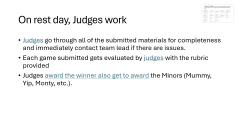 On rest day, Judges work
• Judges go through all of the submitted materials for completeness
and immediately contact team lead if there are issues.
• Each game submitted gets evaluated by judges with the rubric
provided
• Judges award the winner also get to award the Minors (Mummy,
Yip, Monty, etc.).